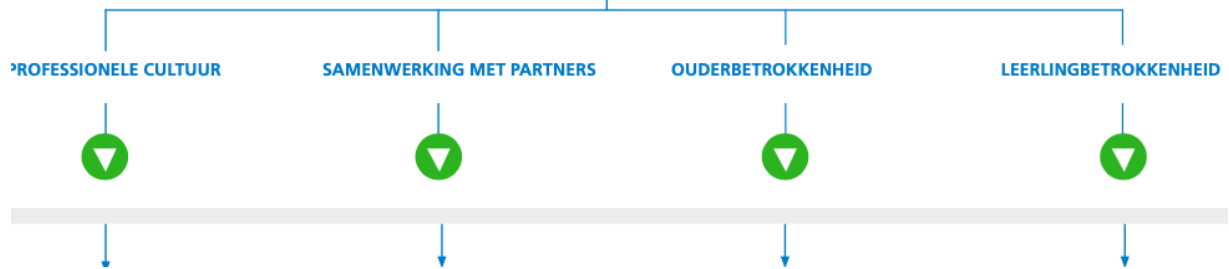 PROFESSIONELE CULTUUR
SAMENWERKING MET PARTNERS
OUDERBETROKKENHEID
LEERLINGBETROKKENHEID